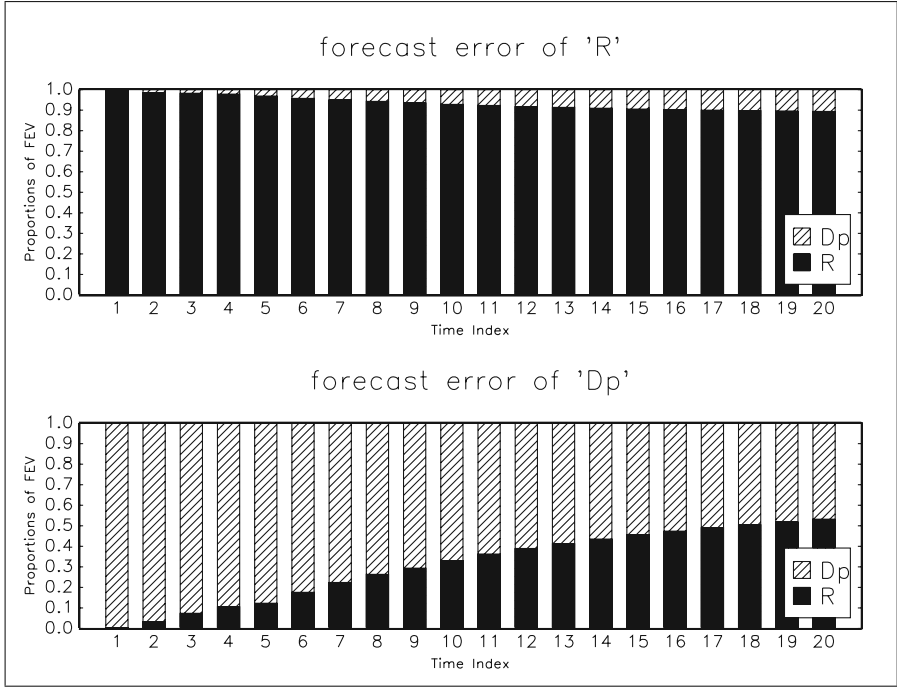 forecast error of 'R'
Proportions of FEV
1.0
0.9
0.8
0.7
0.6
0.5
0.4
0.3
0.2
0.1
0.0
Dp
R
1 2 3 4 5 6 7 8 9 10 11 12 13 14 15 16 17 18 19 20
Time Index
forecast error of 'Dp'
Proportions of FEV
1.0
0.9
0.8
0.7
0.6
0.5
0.4
0.3
0.2
0.1
0.0
Dp
R
1 2 3 4 5 6 7 8 9 10 11 12 13 14 15 16 17 18 19 20
Time Index